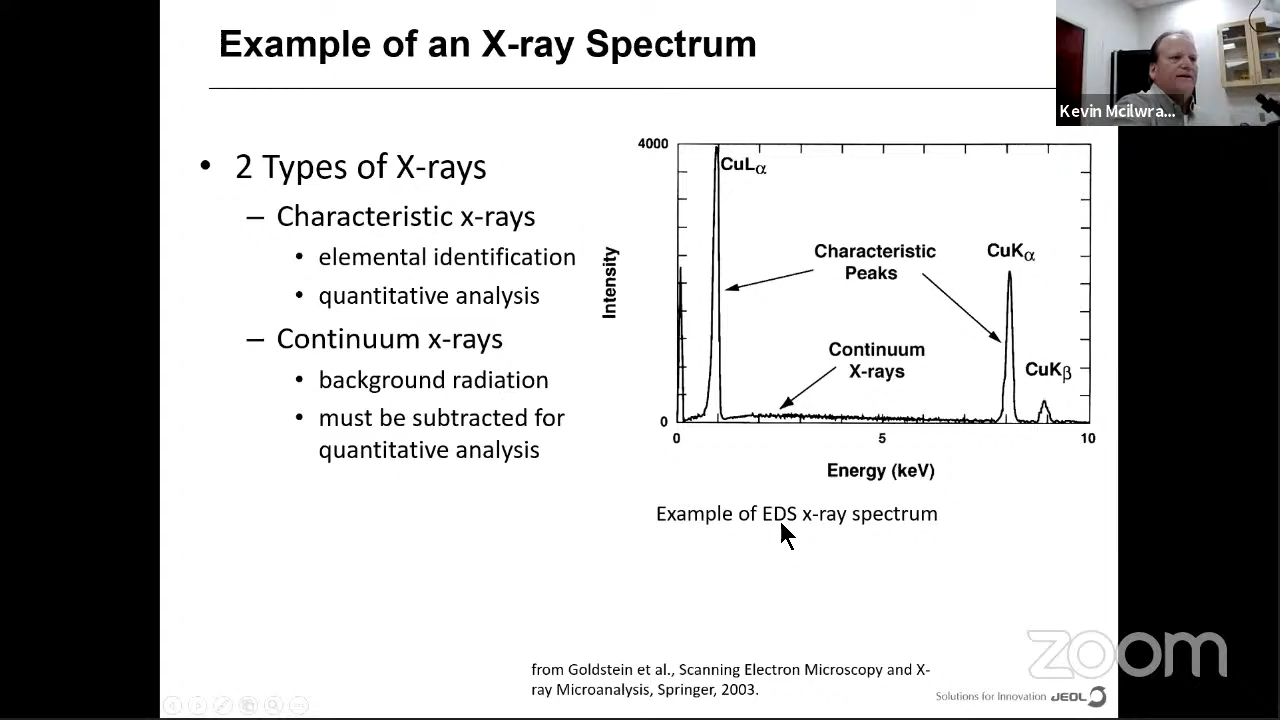 Example of an X-ray Spectrum
Kevin Mcilwra...
• 2 Types of X-rays
– Characteristic x-rays
• elemental identification
• quantitative analysis
– Continuum x-rays
• background radiation
• must be subtracted for
quantitative analysis
4000
CuLα
Characteristic
Peaks
CuKα
Intensity
Continuum
X-rays
CuKβ
0
0
5
10
Energy (keV)
Example of EDS x-ray spectrum
zoom
from Goldstein et al., Scanning Electron Microscopy and X-
ray Microanalysis, Springer, 2003.
Solutions for Innovation JEOL